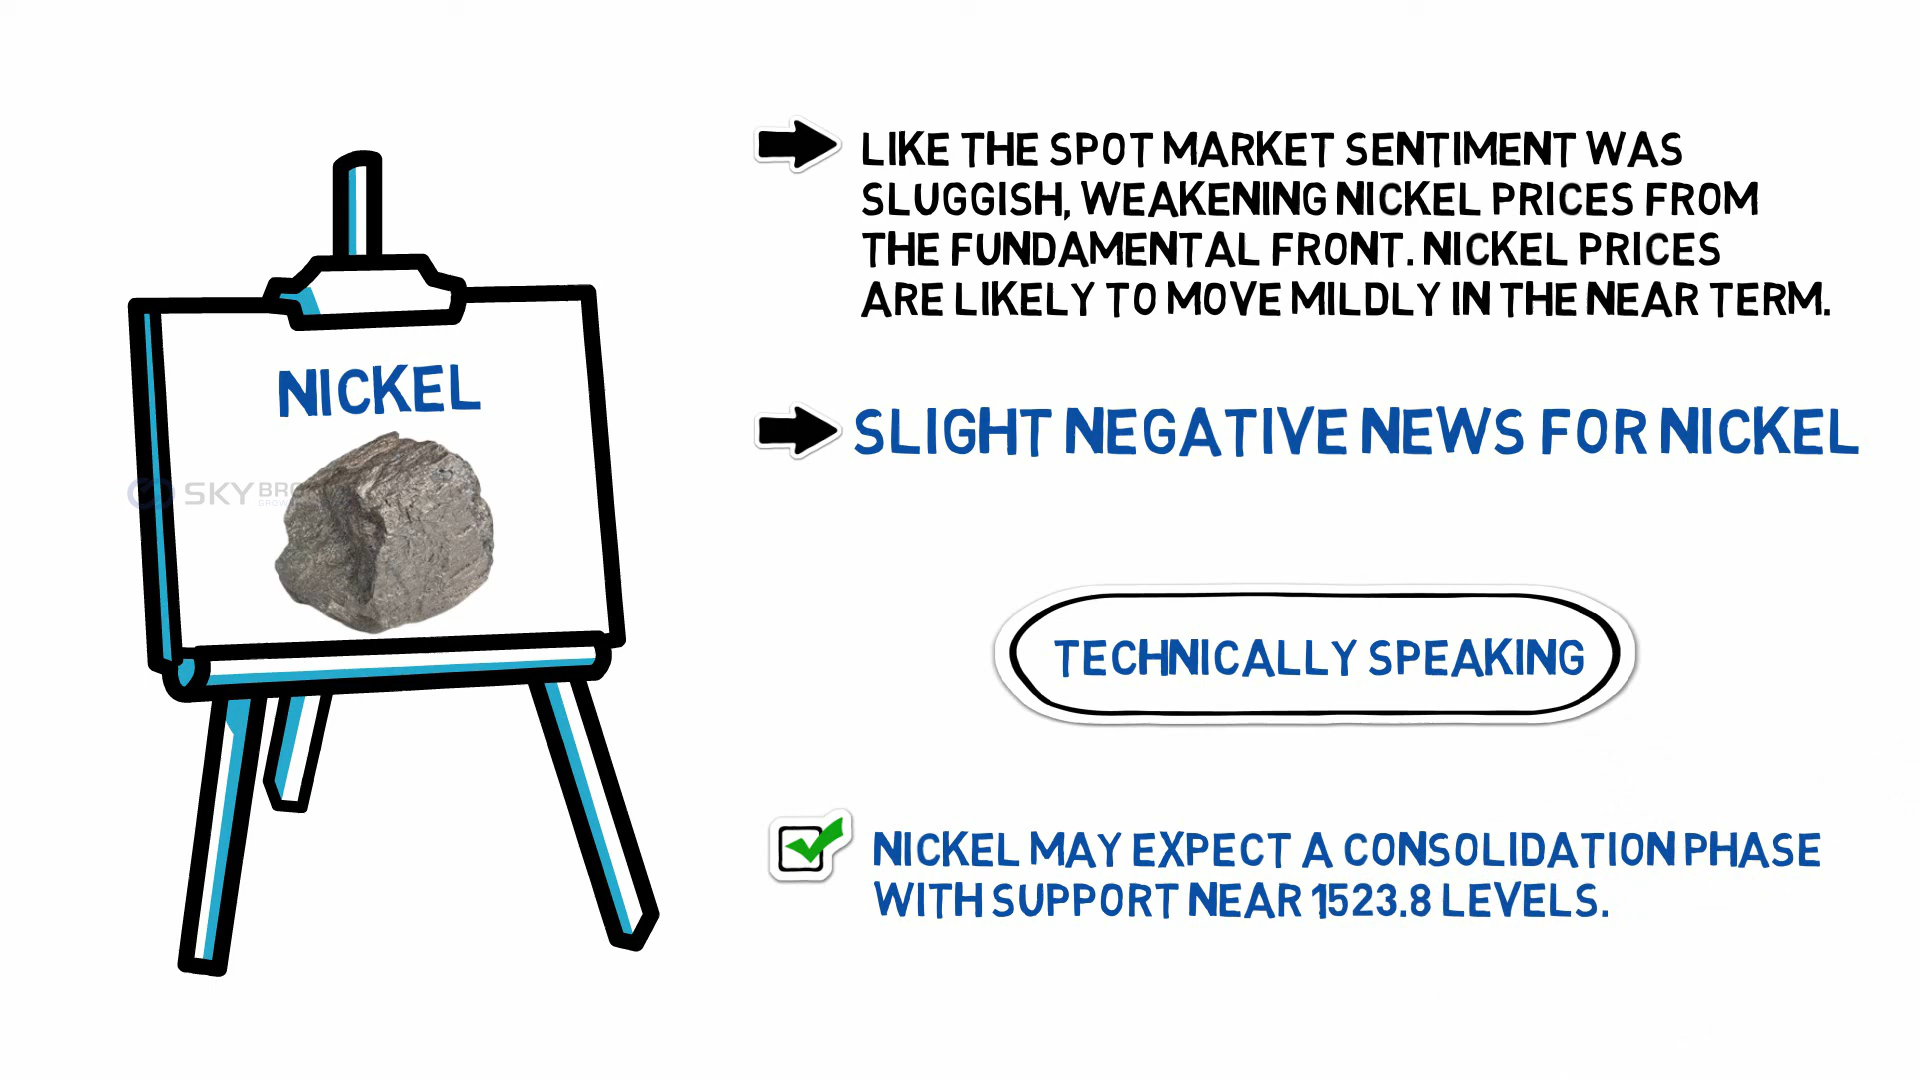 LIKE THE SPOT MARKET SENTIMENT WAS
SLUGGISH, WEAKENING NICKEL PRICES FROM
THE FUNDAMENTAL FRONT. NICKEL PRICES
ARE LIKELY TO MOVE MILDLY IN THE NEAR TERM.
NICKEL
SLIGHT NEGATIVE NEWS FOR NICKEL
SKY
TECHNICALLY SPEAKING
NICKEL MAY EXPECT A CONSOLIDATION PHASE
WITH SUPPORT NEAR 1523.8 LEVELS.